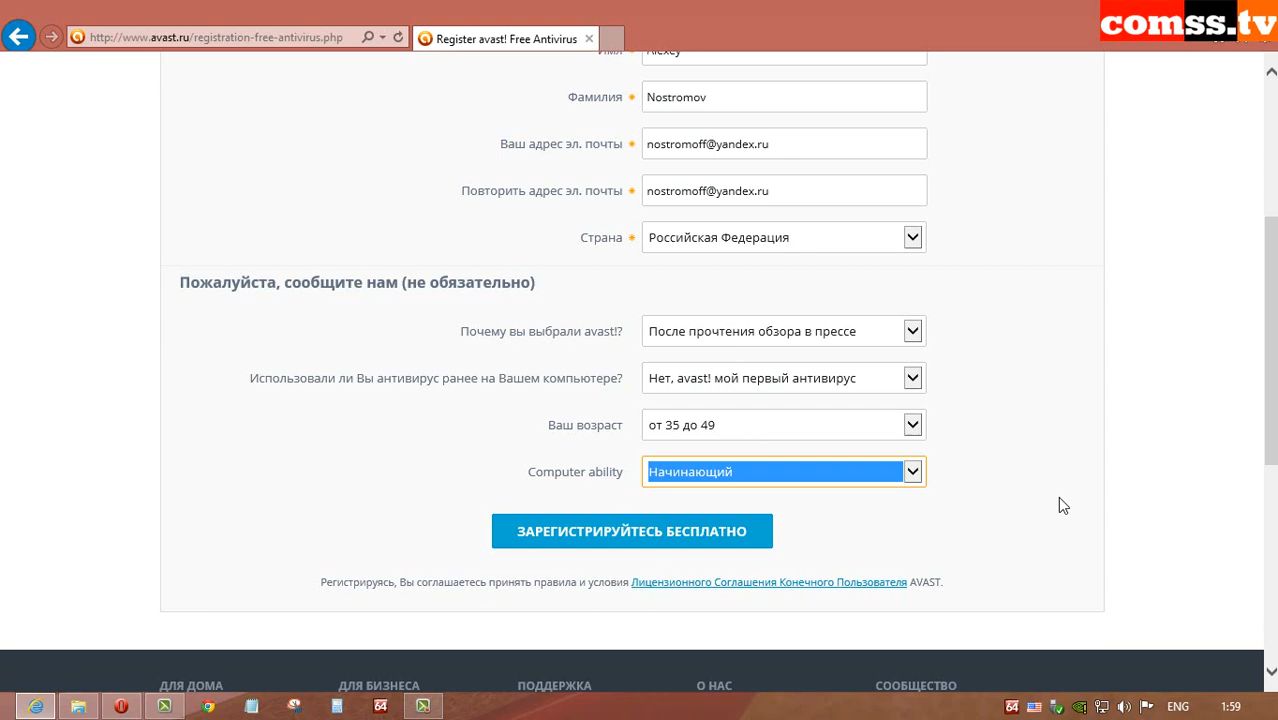 comss.tv
http://www.avast.ru/registration-free-antivirus.php
Register avast! Free Antivirus
Имя
Alexey
Фамилия
Nostromov
Ваш адрес эл. почты
nostromoff@yandex.ru
Повторить адрес эл. почты
nostromoff@yandex.ru
Страна
Российская Федерация
Пожалуйста, сообщите нам (не обязательно)
Почему вы выбрали avast!?
После прочтения обзора в прессе
Использовали ли Вы антивирус ранее на Вашем компьютере?
Нет, avast! мой первый антивирус
Ваш возраст
от 35 до 49
Computer ability
Начинающий
ЗАРЕГИСТРИРУЙТЕСЬ БЕСПЛАТНО
Регистрируясь, Вы соглашаетесь принять правила и условия Лицензионного Соглашения Конечного Пользователя AVAST.
ДЛЯ ДОМА
ДЛЯ БИЗНЕСА
ПОДДЕРЖКА
О НАС
СООБЩЕСТВО
64
64
ENG
1:59